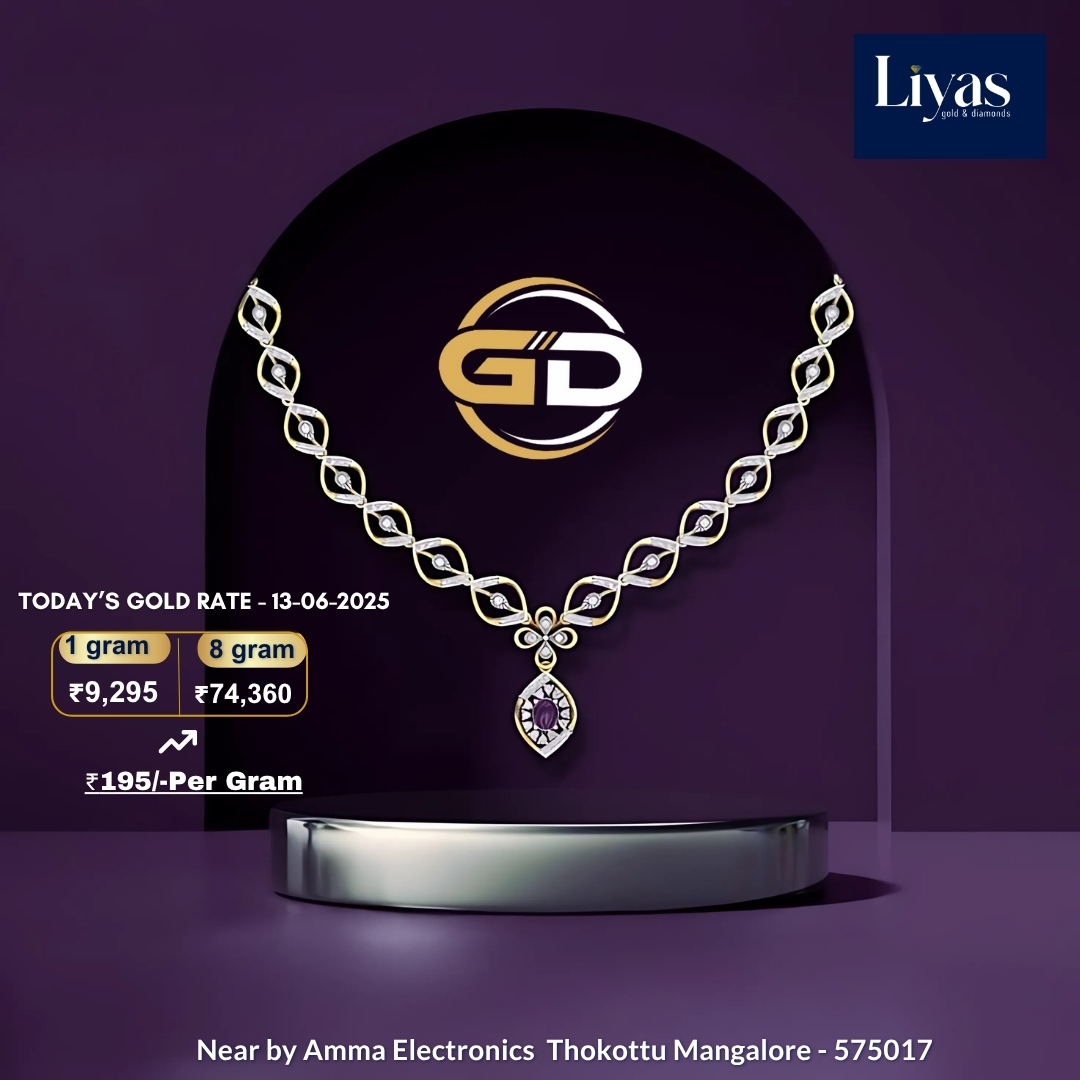 Liyas
gold & diamonds
GD
TODAY'S GOLD RATE - 13-06-2025
1 gram 8 gram
₹9,295 ₹74,360
₹195/-Per Gram
Near by Amma Electronics Thokottu Mangalore - 575017